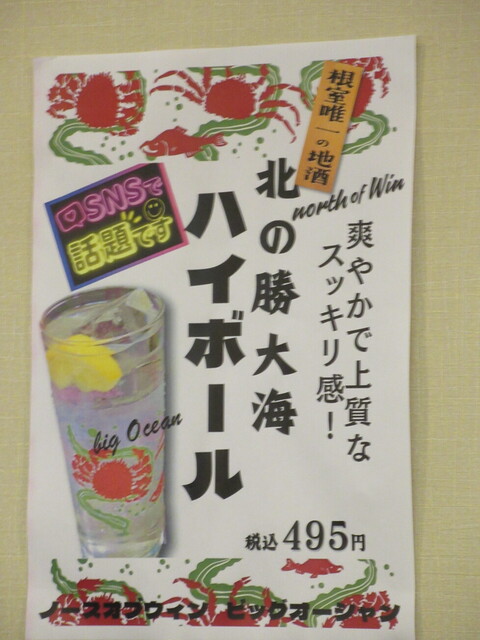 根室唯一の地酒
北の勝大海
north of Win
ハイボール
爽やかで上質な
スッキリ感!
口SNSで
話題です
big Ocean
税込495円
ノースオブウィン ビッグオーシャン